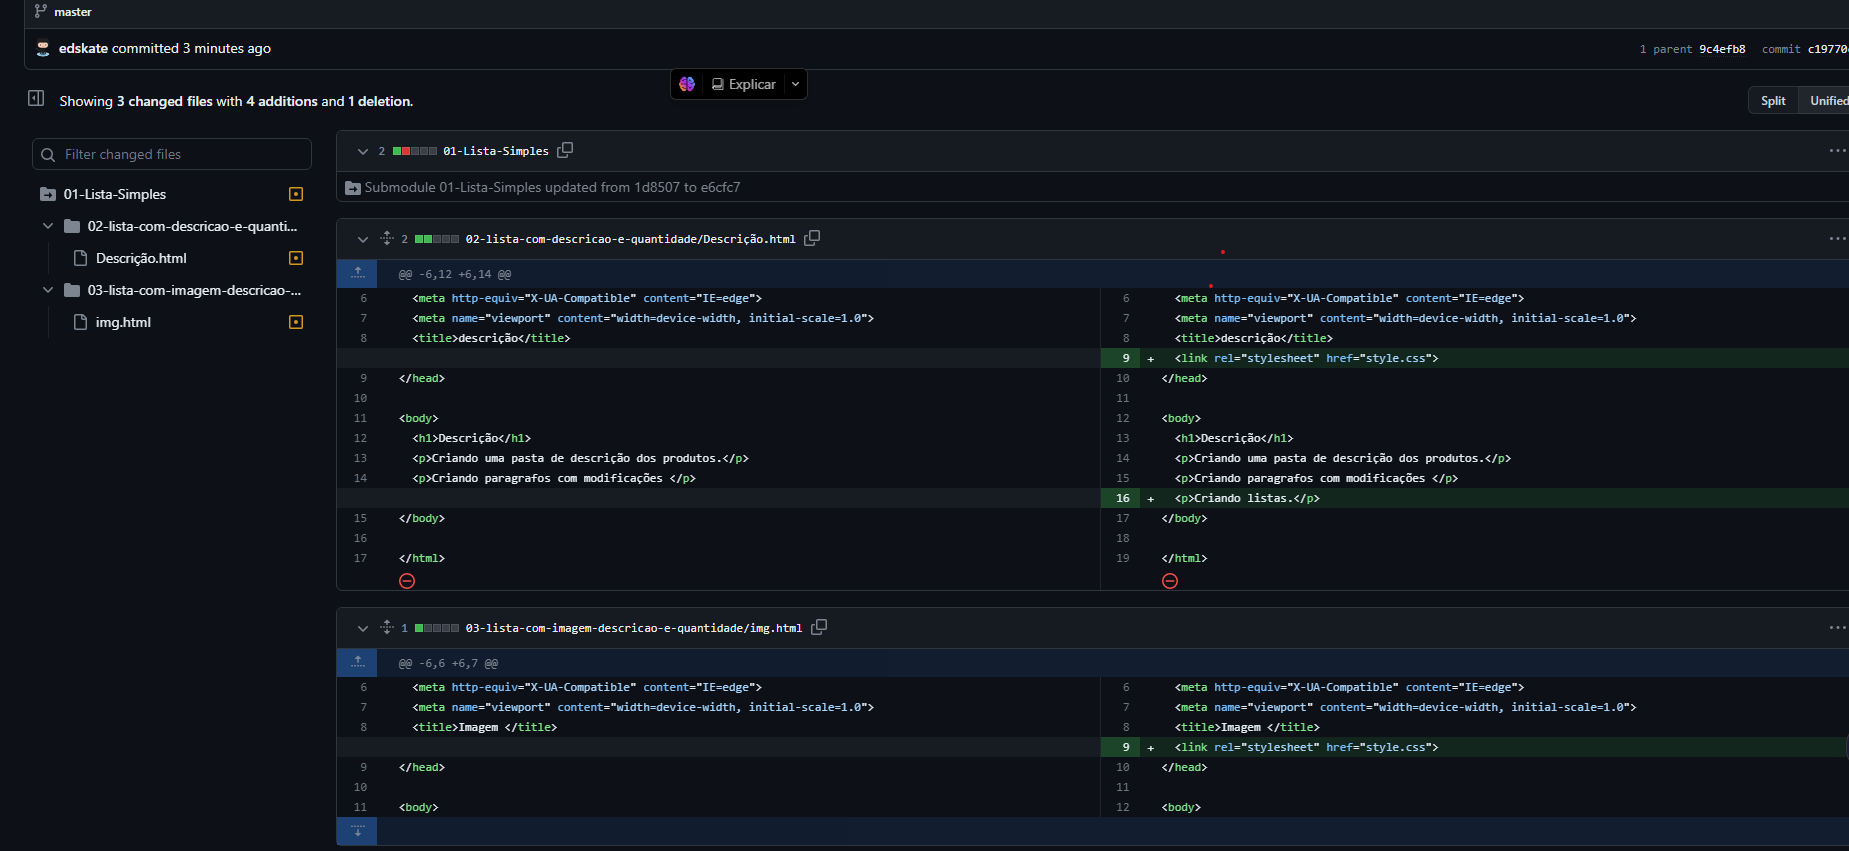 master
edskate committed 3 minutes ago
1 parent 9c4efb8 commit c19770
Explicar
Showing 3 changed files with 4 additions and 1 deletion.
Split Unified
Filter changed files
01-Lista-Simples
02-lista-com-descricao-e-quanti...
Descrição.html
03-lista-com-imagem-descricao-...
img.html
2 01-Lista-Simples
Submodule 01-Lista-Simples updated from 1d8507 to e6cfc7
2 02-lista-com-descricao-e-quantidade/Descrição.html
@@ -6,12 +6,14 @@
6 <meta http-equiv="X-UA-Compatible" content="IE=edge"> 6 <meta http-equiv="X-UA-Compatible" content="IE=edge">
7 <meta name="viewport" content="width=device-width, initial-scale=1.0"> 7 <meta name="viewport" content="width=device-width, initial-scale=1.0">
8 <title>descrição</title> 8 <title>descrição</title>
9 + <link rel="stylesheet" href="style.css">
9 </head> 10 </head>
10 11
11 <body> 12 <body>
12 <h1>Descrição</h1> 13 <h1>Descrição</h1>
13 <p>Criando uma pasta de descrição dos produtos.</p> 14 <p>Criando uma pasta de descrição dos produtos.</p>
14 <p>Criando paragrafos com modificações </p> 15 <p>Criando paragrafos com modificações </p>
16 + <p>Criando listas.</p>
15 </body> 17 </body>
16 18
17 </html> 19 </html>
1 03-lista-com-imagem-descricao-e-quantidade/img.html
@@ -6,6 +6,7 @@
6 <meta http-equiv="X-UA-Compatible" content="IE=edge"> 6 <meta http-equiv="X-UA-Compatible" content="IE=edge">
7 <meta name="viewport" content="width=device-width, initial-scale=1.0"> 7 <meta name="viewport" content="width=device-width, initial-scale=1.0">
8 <title>Imagem </title> 8 <title>Imagem </title>
9 + <link rel="stylesheet" href="style.css">
9 </head> 10 </head>
10 11
11 <body> 12 <body>